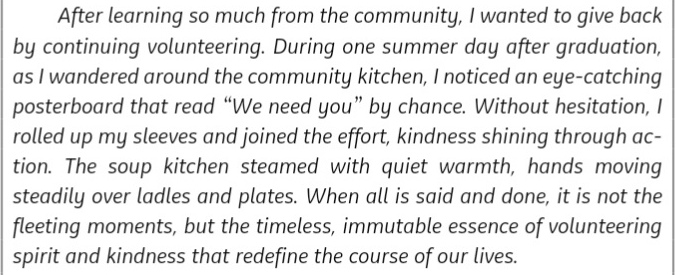 After learning so much from the community, I wanted to give back
by continuing volunteering. During one summer day after graduation,
as I wandered around the community kitchen, I noticed an eye-catching
posterboard that read “We need you” by chance. Without hesitation, I
rolled up my sleeves and joined the effort, kindness shining through ac-
tion. The soup kitchen steamed with quiet warmth, hands moving
steadily over ladles and plates. When all is said and done, it is not the
fleeting moments, but the timeless, immutable essence of volunteering
spirit and kindness that redefine the course of our lives.